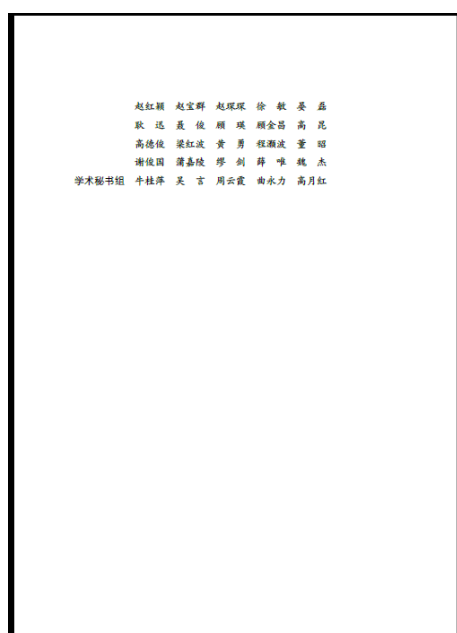 赵红颖 赵宝群 赵琛琛 徐 敏 晏 磊
耿 迅 聂 俊 顾 瑛 顾金昌 高 昆
高德俊 梁红波 黄 勇 程灏波 董 昭
谢俊国 蒲嘉陵 缪 剑 薛 唯 魏 杰
学术秘书组 牛桂萍 吴 言 周云霞 曲永力 高月红